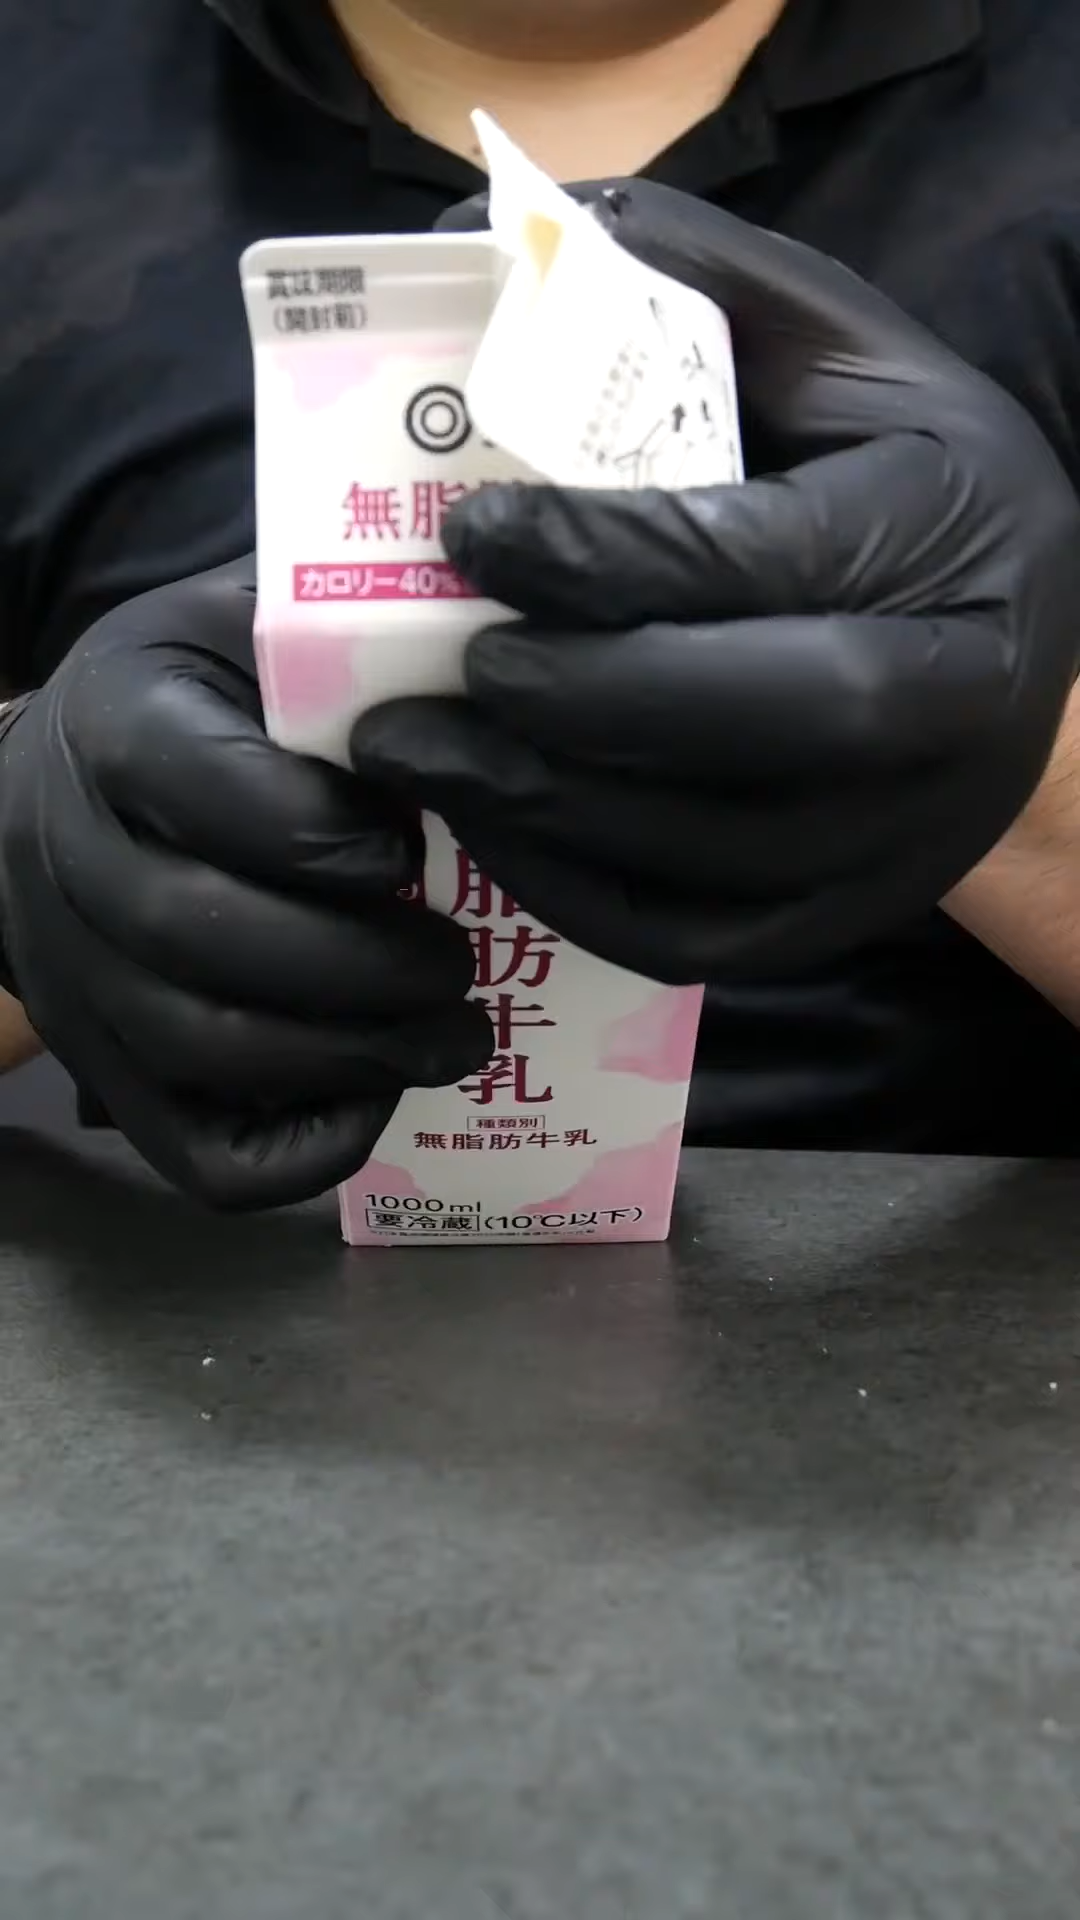 賞味期限
(開封前)
無脂
カロリー40%
脂
肪
牛
乳
種類別
無脂肪牛乳
1000ml
要冷蔵(10℃以下)